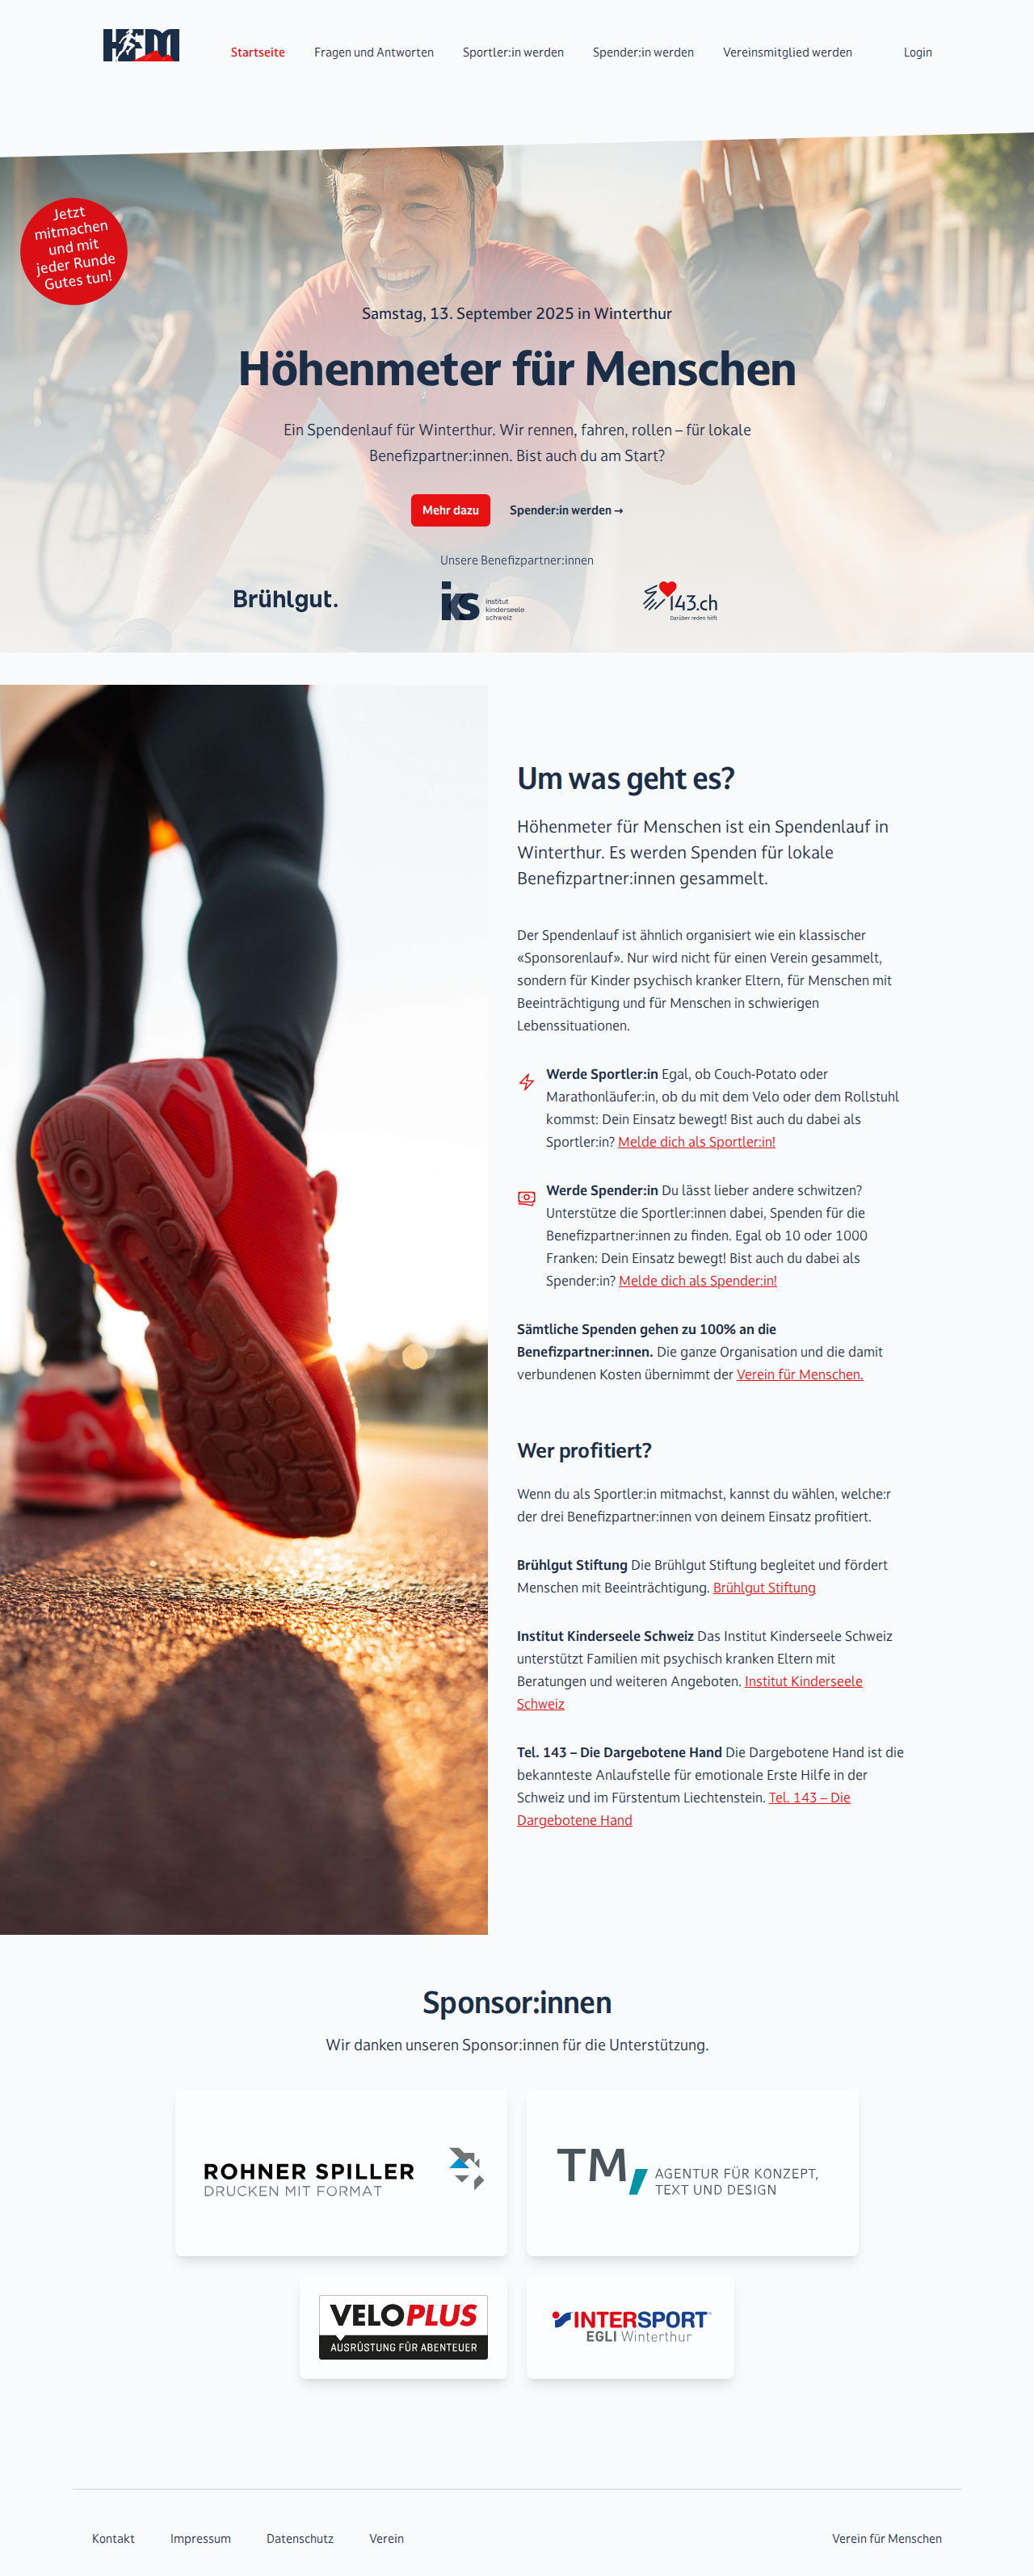 HFM
Startseite
Fragen und Antworten
Sportler:in werden
Spender:in werden
Vereinsmitglied werden
Login
Jetzt
mitmachen
und mit
jeder Runde
Gutes tun!
Samstag, 13. September 2025 in Winterthur
Höhenmeter für Menschen
Ein Spendenlauf für Winterthur. Wir rennen, fahren, rollen – für lokale
Benefizpartner:innen. Bist auch du am Start?
Mehr dazu
Spender:in werden →
Unsere Benefizpartner:innen
Brühlgut.
iks
institut
kinderseele
schweiz
143.ch
Darüber reden hilft
Um was geht es?
Höhenmeter für Menschen ist ein Spendenlauf in
Winterthur. Es werden Spenden für lokale
Benefizpartner:innen gesammelt.
Der Spendenlauf ist ähnlich organisiert wie ein klassischer
«Sponsorenlauf». Nur wird nicht für einen Verein gesammelt,
sondern für Kinder psychisch kranker Eltern, für Menschen mit
Beeinträchtigung und für Menschen in schwierigen
Lebenssituationen.
Werde Sportler:in Egal, ob Couch-Potato oder
Marathonläufer:in, ob du mit dem Velo oder dem Rollstuhl
kommst: Dein Einsatz bewegt! Bist auch du dabei als
Sportler:in? Melde dich als Sportler:in!
Werde Spender:in Du lässt lieber andere schwitzen?
Unterstütze die Sportler:innen dabei, Spenden für die
Benefizpartner:innen zu finden. Egal ob 10 oder 1000
Franken: Dein Einsatz bewegt! Bist auch du dabei als
Spender:in? Melde dich als Spender:in!
Sämtliche Spenden gehen zu 100% an die
Benefizpartner:innen. Die ganze Organisation und die damit
verbundenen Kosten übernimmt der Verein für Menschen.
Wer profitiert?
Wenn du als Sportler:in mitmachst, kannst du wählen, welche:r
der drei Benefizpartner:innen von deinem Einsatz profitiert.
Brühlgut Stiftung Die Brühlgut Stiftung begleitet und fördert
Menschen mit Beeinträchtigung. Brühlgut Stiftung
Institut Kinderseele Schweiz Das Institut Kinderseele Schweiz
unterstützt Familien mit psychisch kranken Eltern mit
Beratungen und weiteren Angeboten. Institut Kinderseele
Schweiz
Tel. 143 – Die Dargebotene Hand Die Dargebotene Hand ist die
bekannteste Anlaufstelle für emotionale Erste Hilfe in der
Schweiz und im Fürstentum Liechtenstein. Tel. 143 – Die
Dargebotene Hand
Sponsor:innen
Wir danken unseren Sponsor:innen für die Unterstützung.
ROHNER SPILLER
DRUCKEN MIT FORMAT
TM,
AGENTUR FÜR KONZEPT,
TEXT UND DESIGN
VELOPLUS
AUSRÜSTUNG FÜR ABENTEUER
INTERSPORT
EGLI Winterthur
Kontakt
Impressum
Datenschutz
Verein
Verein für Menschen